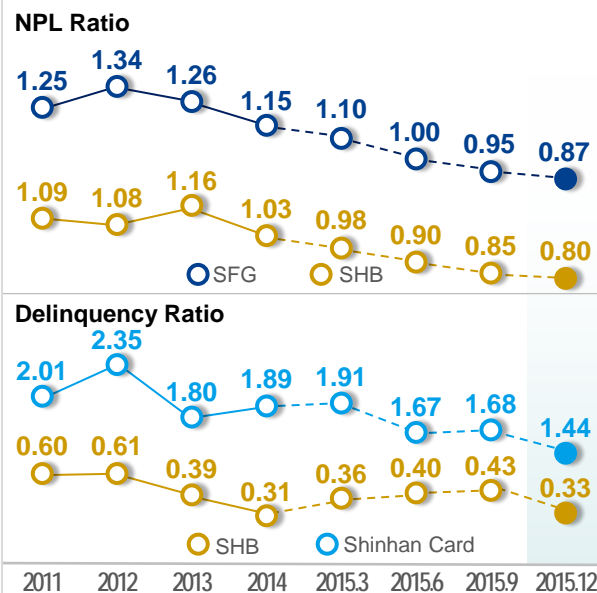 NPL Ratio
1.25 1.34 1.26 1.15 1.10 1.00 0.95 0.87
1.09 1.08 1.16 1.03 0.98 0.90 0.85 0.80
SFG SHB
Delinquency Ratio
2.01 2.35 1.80 1.89 1.91 1.67 1.68 1.44
0.60 0.61 0.39 0.31 0.36 0.40 0.43 0.33
SHB Shinhan Card
2011 2012 2013 2014 2015.3 2015.6 2015.9 2015.12